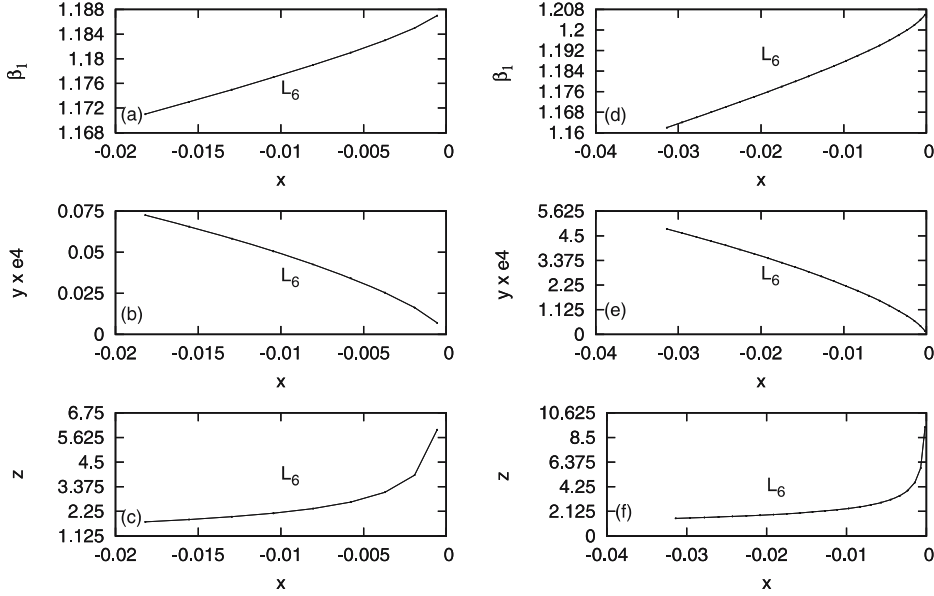 β1
1.188
1.184
1.18
1.176
1.172
1.168
(a)
L6
-0.02
-0.015
-0.01
-0.005
0
x
β1
1.208
1.2
1.192
1.184
1.176
1.168
1.16
(d)
L6
-0.04
-0.03
-0.02
-0.01
0
x
y x e4
0.075
0.05
0.025
0
(b)
L6
-0.02
-0.015
-0.01
-0.005
0
x
y x e4
5.625
4.5
3.375
2.25
1.125
0
(e)
L6
-0.04
-0.03
-0.02
-0.01
0
x
z
6.75
5.625
4.5
3.375
2.25
1.125
(c)
L6
-0.02
-0.015
-0.01
-0.005
0
x
z
10.625
8.5
6.375
4.25
2.125
0
(f)
L6
-0.04
-0.03
-0.02
-0.01
0
x